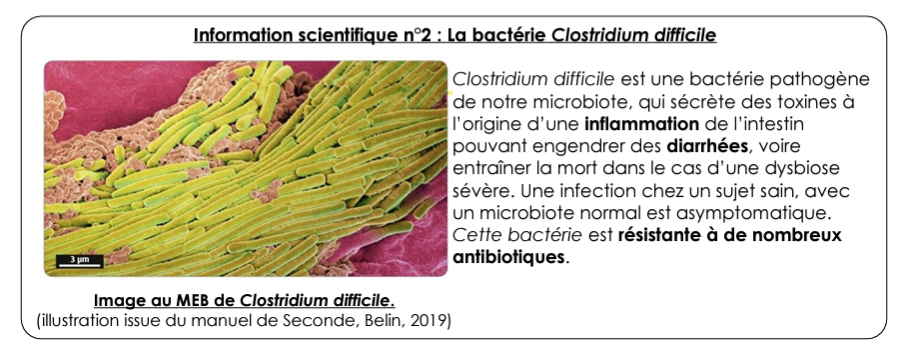 Information scientifique n°2 : La bactérie Clostridium difficile
Clostridium difficile est une bactérie pathogène
de notre microbiote, qui sécrète des toxines à
l'origine d'une inflammation de l'intestin
pouvant engendrer des diarrhées, voire
entraîner la mort dans le cas d'une dysbiose
sévère. Une infection chez un sujet sain, avec
un microbiote normal est asymptomatique.
Cette bactérie est résistante à de nombreux
antibiotiques.
3 µm
Image au MEB de Clostridium difficile.
(illustration issue du manuel de Seconde, Belin, 2019)